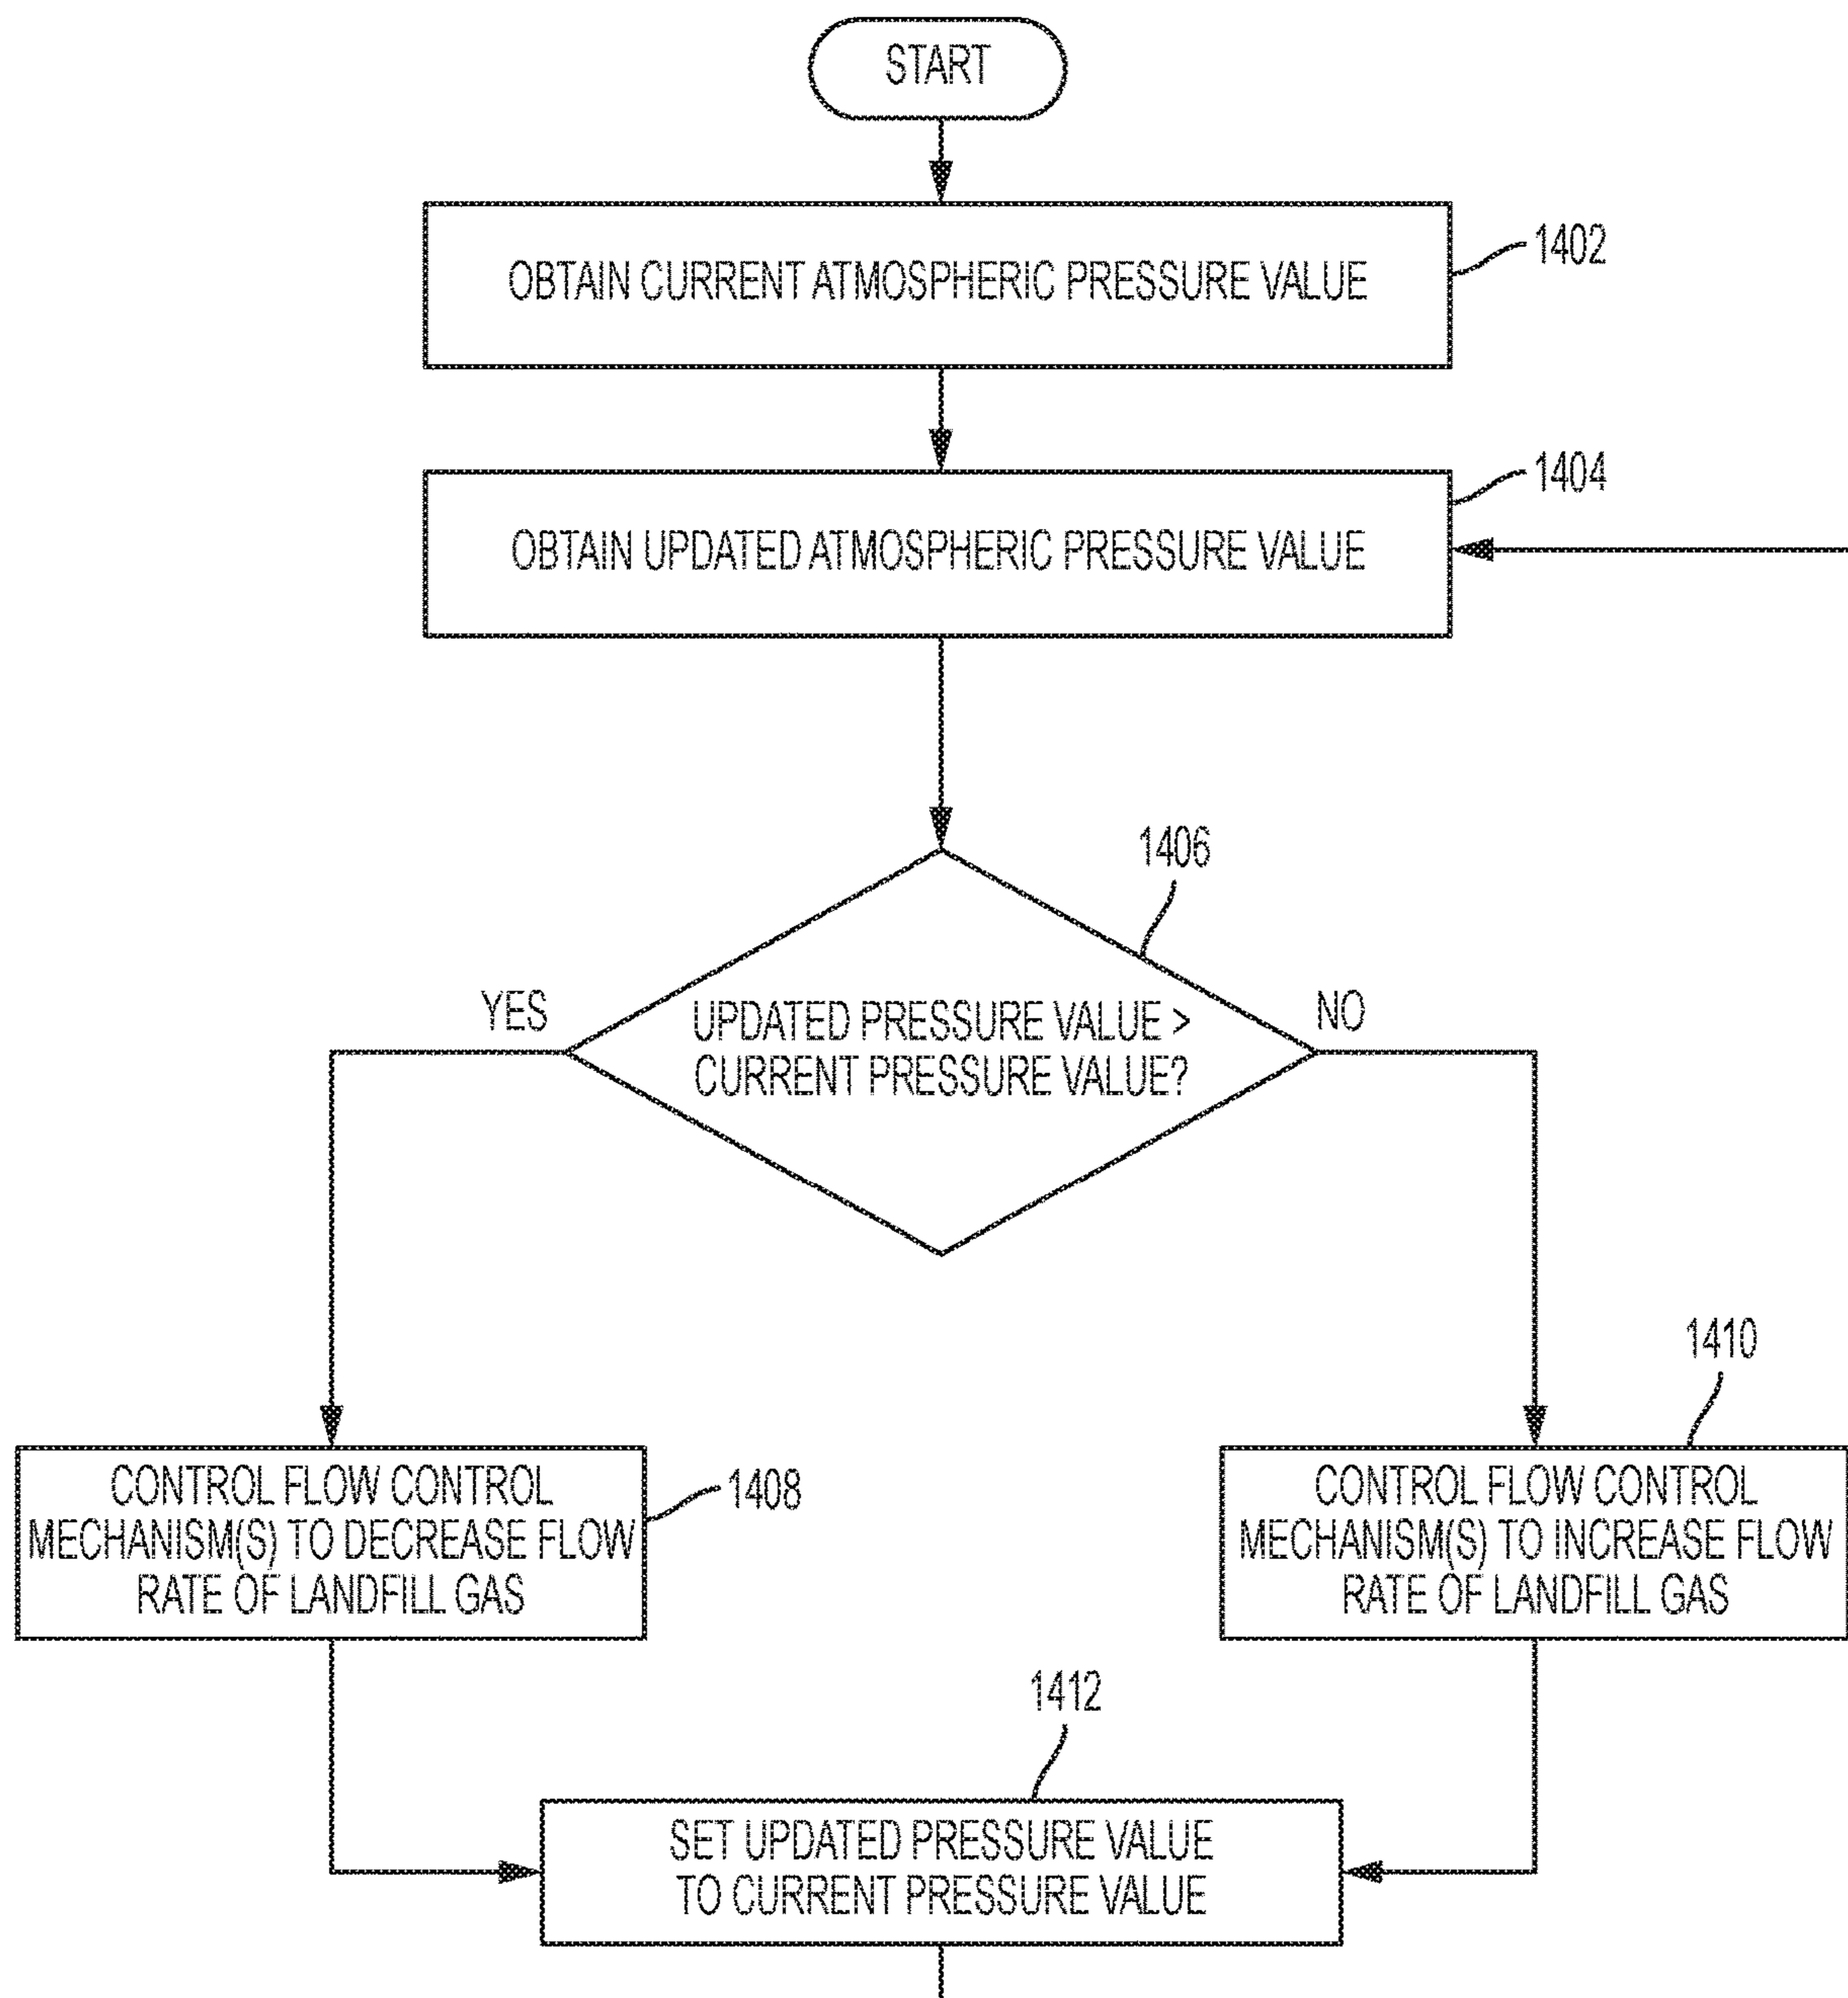 START
OBTAIN CURRENT ATMOSPHERIC PRESSURE VALUE
1402
OBTAIN UPDATED ATMOSPHERIC PRESSURE VALUE
1404
1406
YES
UPDATED PRESSURE VALUE >
CURRENT PRESSURE VALUE?
NO
CONTROL FLOW CONTROL
MECHANISM(S) TO DECREASE FLOW
RATE OF LANDFILL GAS
1408
1410
CONTROL FLOW CONTROL
MECHANISM(S) TO INCREASE FLOW
RATE OF LANDFILL GAS
1412
SET UPDATED PRESSURE VALUE
TO CURRENT PRESSURE VALUE